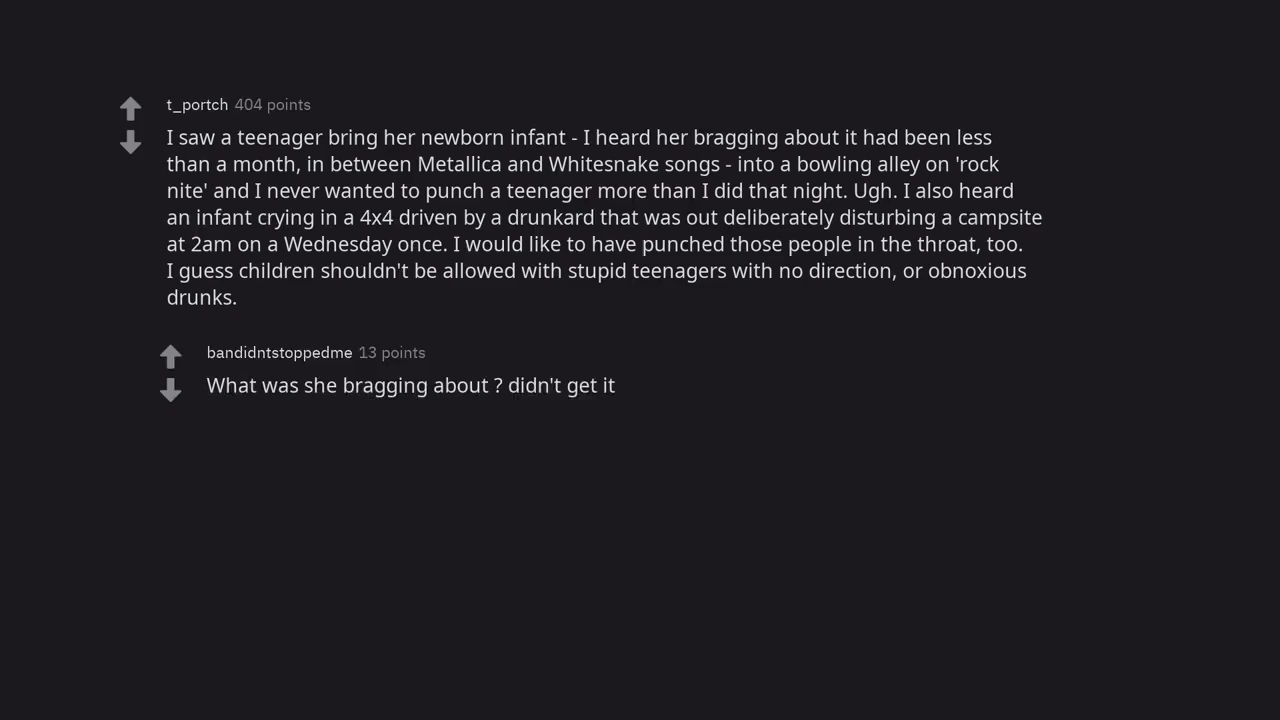 t_portch 404 points
I saw a teenager bring her newborn infant - I heard her bragging about it had been less
than a month, in between Metallica and Whitesnake songs - into a bowling alley on 'rock
nite' and I never wanted to punch a teenager more than I did that night. Ugh. I also heard
an infant crying in a 4x4 driven by a drunkard that was out deliberately disturbing a campsite
at 2am on a Wednesday once. I would like to have punched those people in the throat, too.
I guess children shouldn't be allowed with stupid teenagers with no direction, or obnoxious
drunks.
bandidntstoppedme 13 points
What was she bragging about ? didn't get it